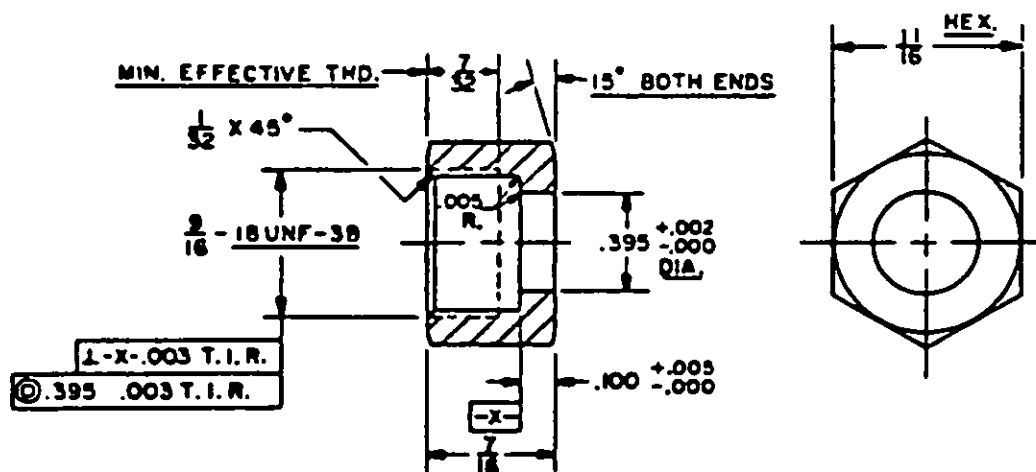 HEX.
11/16
MIN. EFFECTIVE THD.
7/32
15° BOTH ENDS
1/32 X 45°
.005
R.
9/16 - 18 UNF-3B
.395 +.002 -.000
DIA.
⊥-X-.003 T.I.R.
◎.395 .003 T.I.R.
.100 +.005 -.000
-X-
7/16